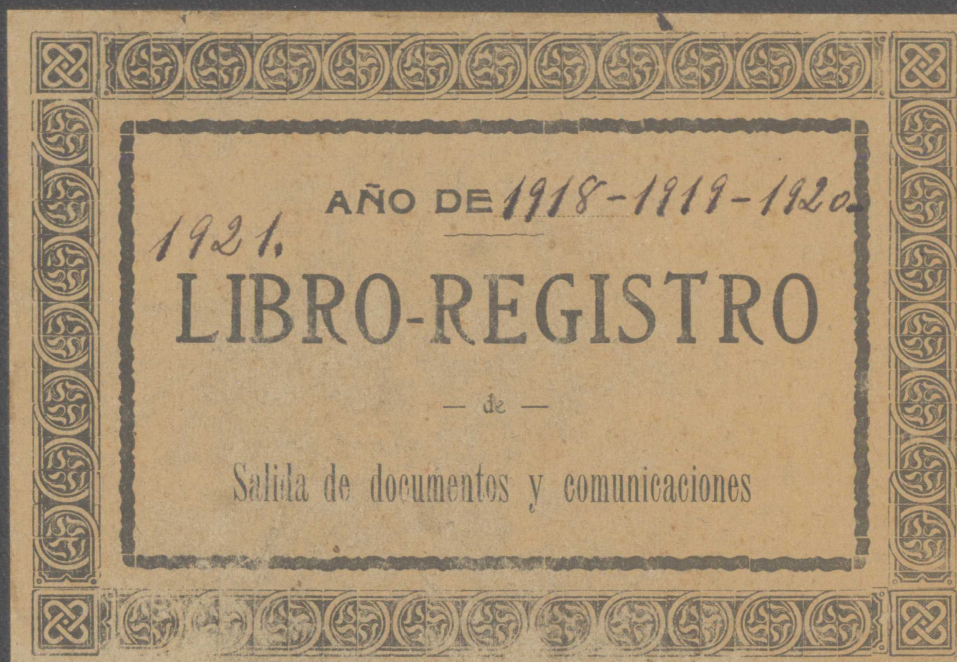 AÑO DE 1918-1919-1920-
1921.
LIBRO-REGISTRO
— de —
Salida de documentos y comunicaciones